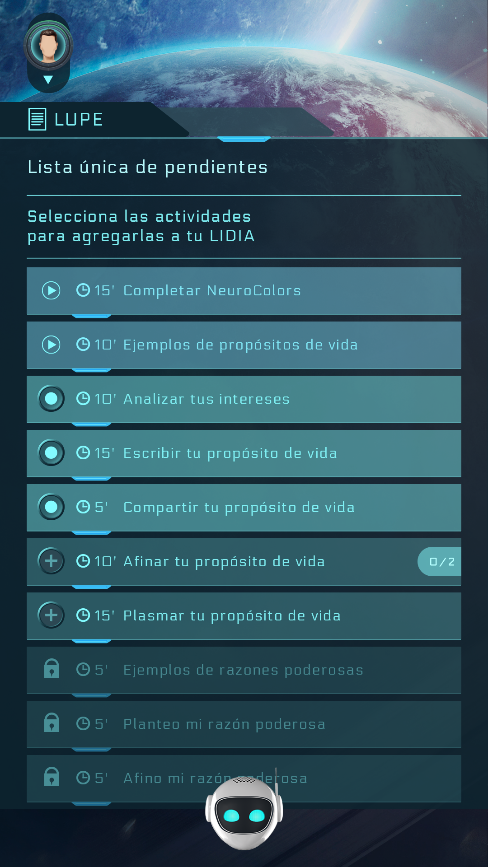 LUPE
Lista única de pendientes
Selecciona las actividades
para agregarlas a tu LIDIA
15' Completar NeuroColors
10' Ejemplos de propósitos de vida
10' Analizar tus intereses
15' Escribir tu propósito de vida
5' Compartir tu propósito de vida
10' Afinar tu propósito de vida 0/2
15' Plasmar tu propósito de vida
5' Ejemplos de razones poderosas
5' Planteo mi razón poderosa
5' Afino mi razón poderosa